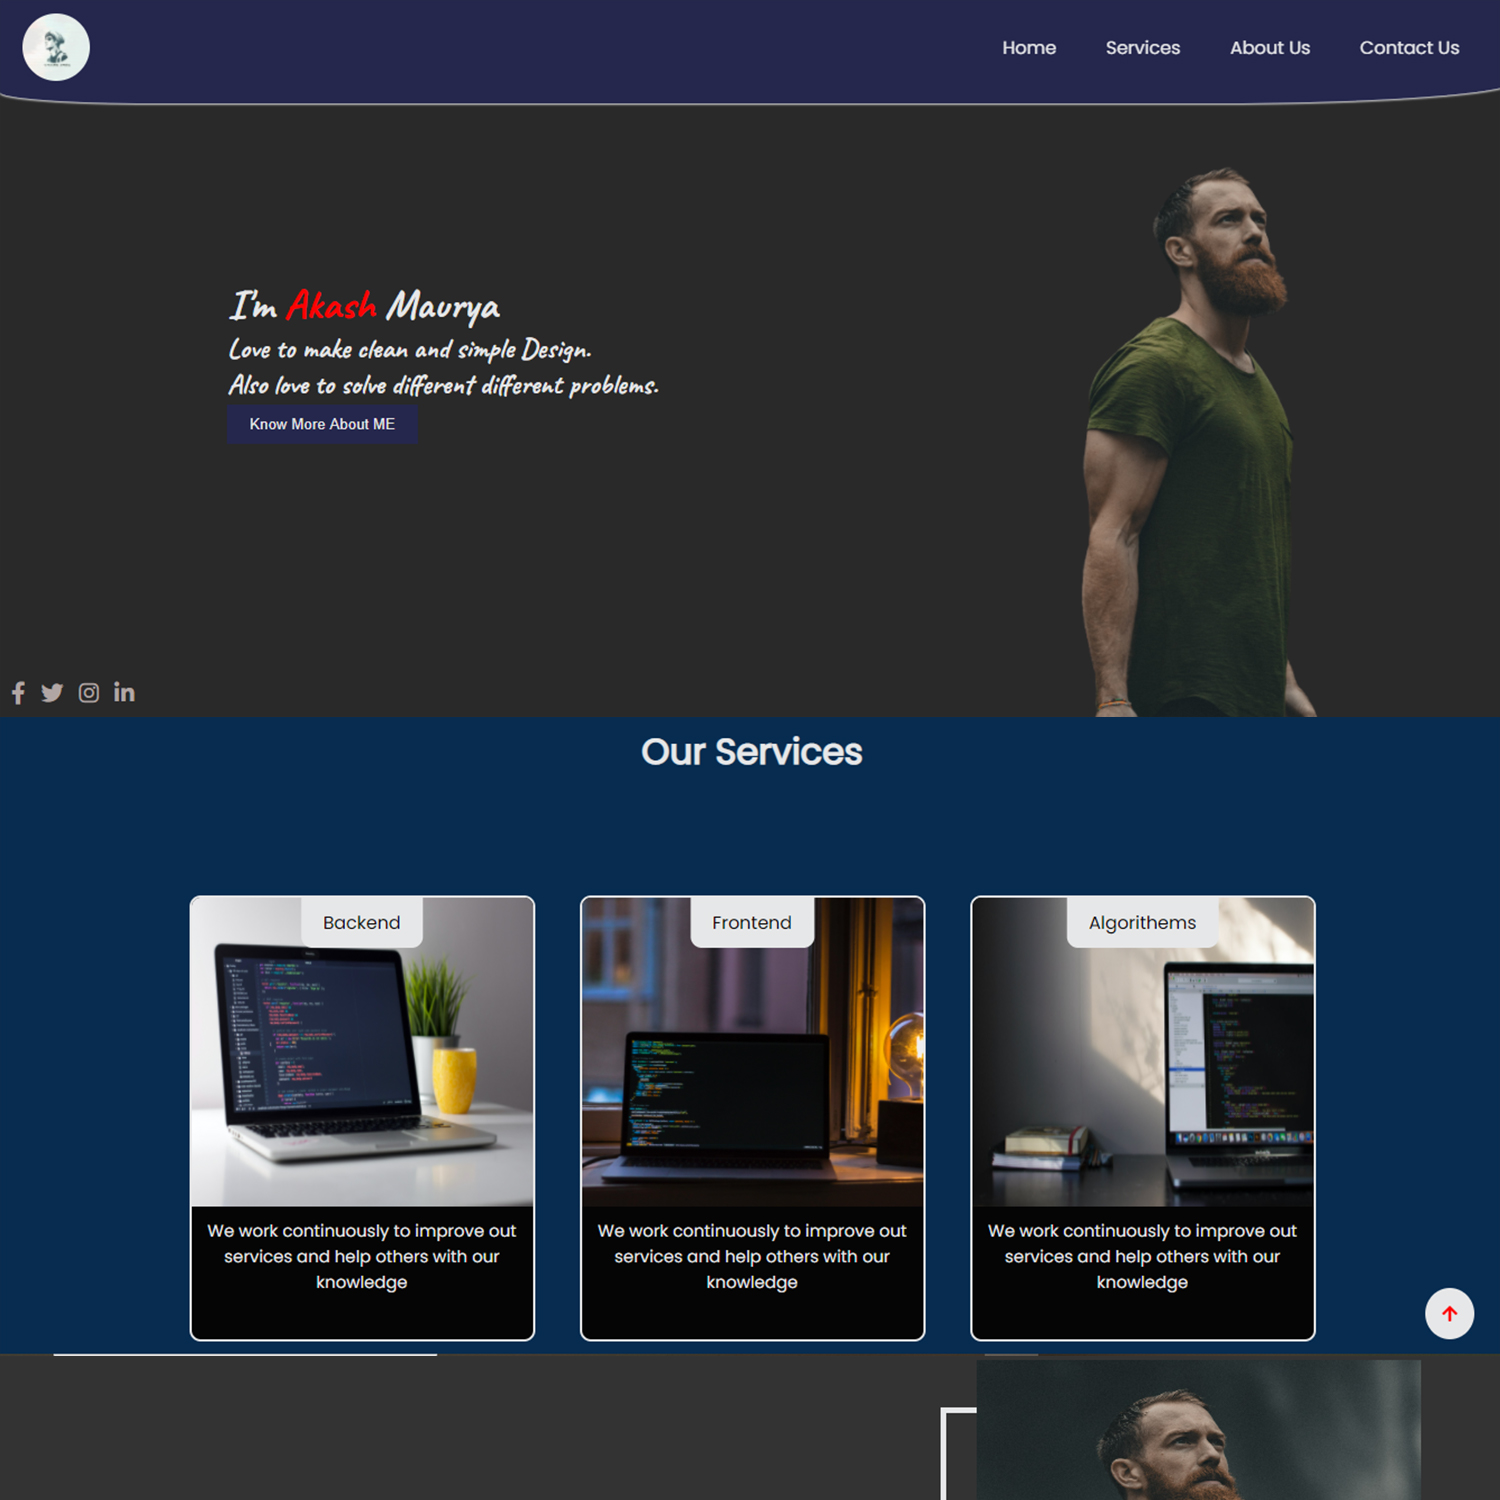 Home Services About Us Contact Us
I'm Akash Maurya
Love to make clean and simple Design.
Also love to solve different different problems.
Know More About ME
Our Services
Backend
We work continuously to improve out
services and help others with our
knowledge
Frontend
We work continuously to improve out
services and help others with our
knowledge
Algorithems
We work continuously to improve out
services and help others with our
knowledge